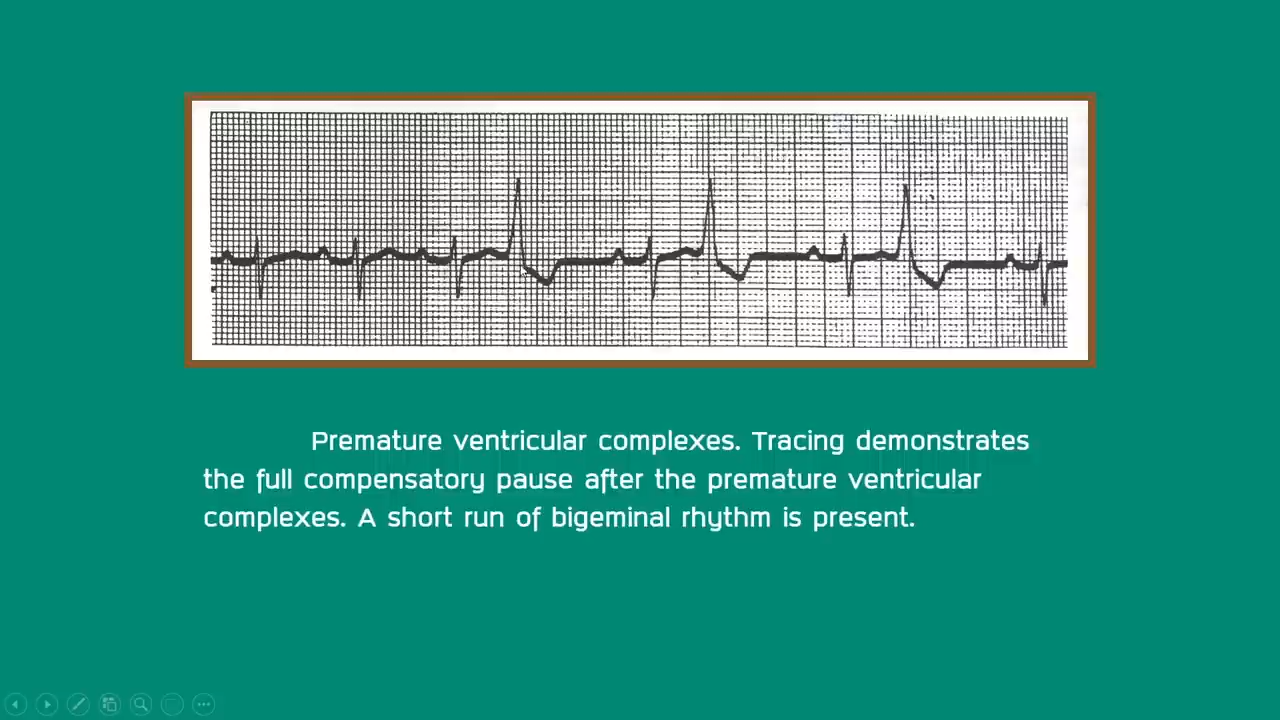 Premature ventricular complexes. Tracing demonstrates
the full compensatory pause after the premature ventricular
complexes. A short run of bigeminal rhythm is present.